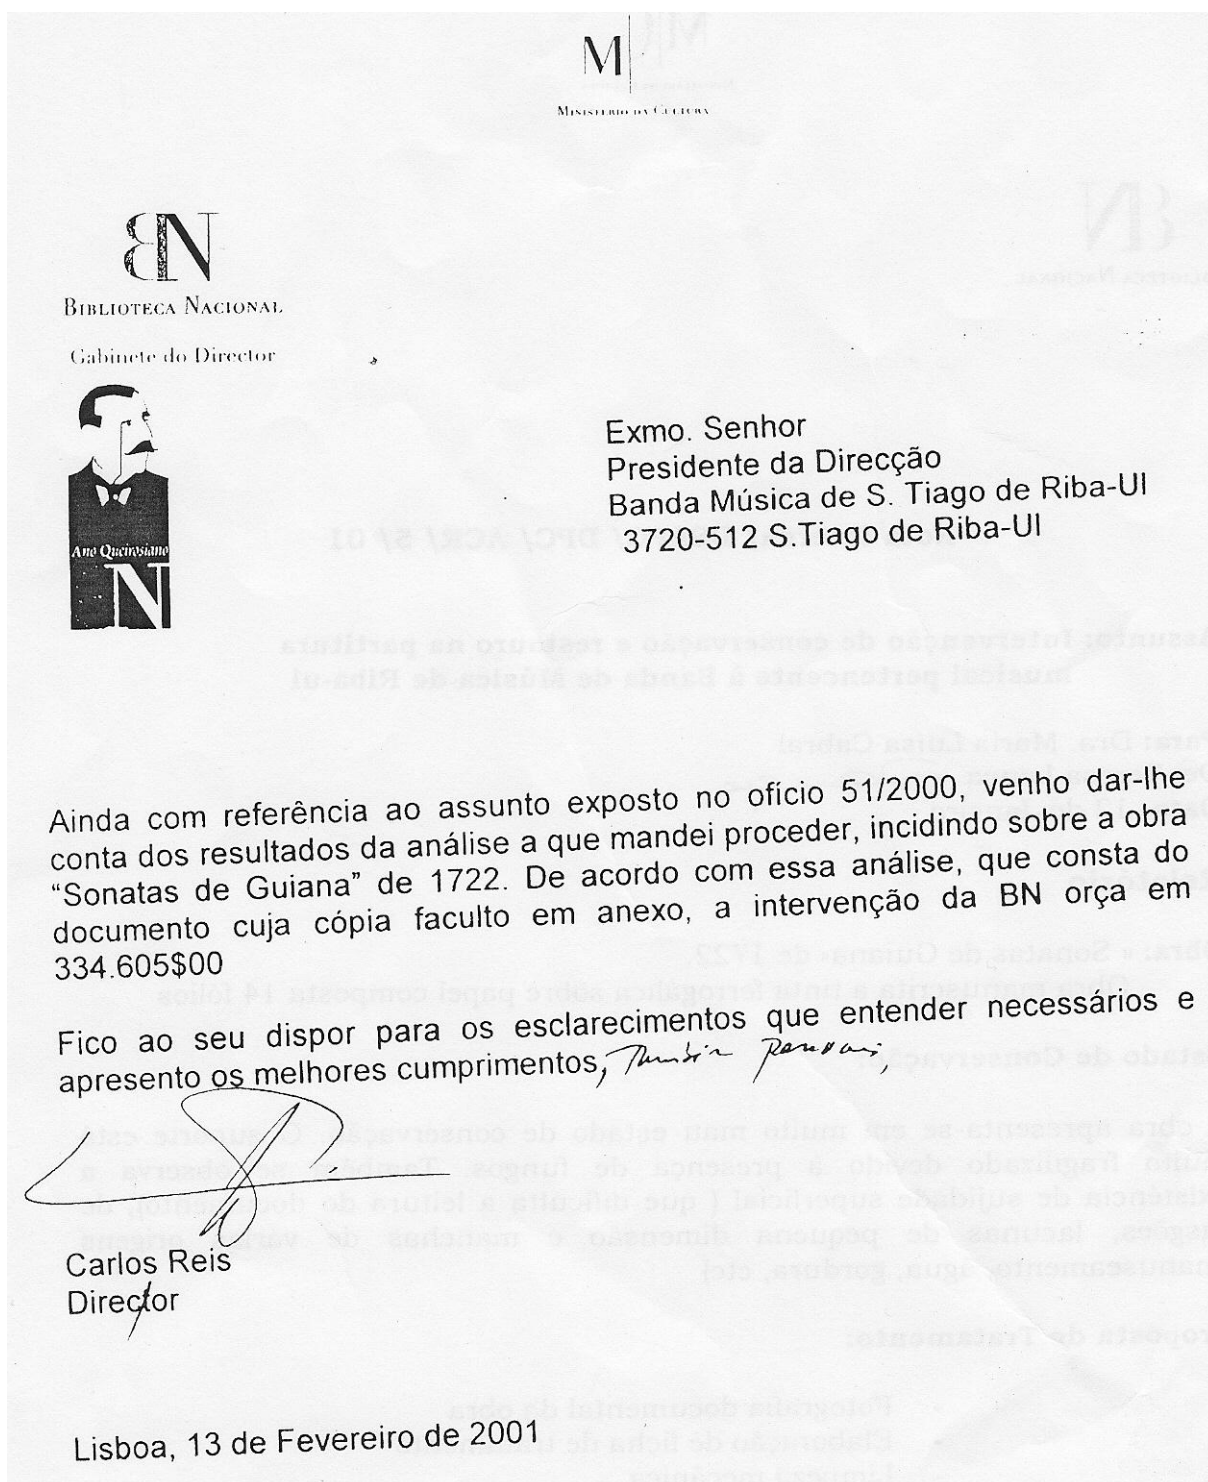 M
MINISTÉRIO DA CULTURA
BN
BIBLIOTECA NACIONAL
Gabinete do Director
Ano Queirosiano
N
Exmo. Senhor
Presidente da Direcção
Banda Música de S. Tiago de Riba-Ul
3720-512 S.Tiago de Riba-Ul
Ainda com referência ao assunto exposto no ofício 51/2000, venho dar-lhe
conta dos resultados da análise a que mandei proceder, incidindo sobre a obra
“Sonatas de Guiana” de 1722. De acordo com essa análise, que consta do
documento cuja cópia faculto em anexo, a intervenção da BN orça em
334.605$00
Fico ao seu dispor para os esclarecimentos que entender necessários e
apresento os melhores cumprimentos,
Carlos Reis
Director
Lisboa, 13 de Fevereiro de 2001